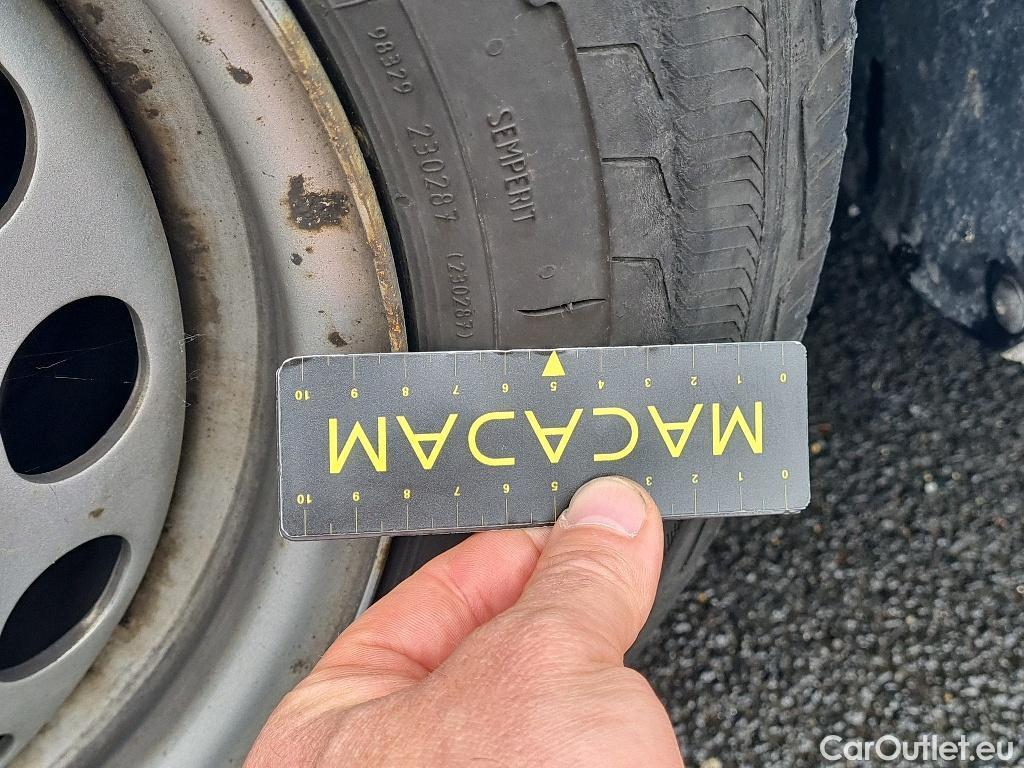 98329 230287 (230287)
SEMPERIT
10 9 8 7 6 5 4 3 2 1 0
MACADAM
10 9 8 7 6 5 3 2 1 0
CarOutlet.eu